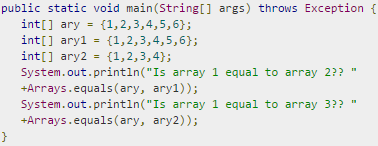 public static void main(String[] args) throws Exception {
int[] ary = {1,2,3,4,5,6};
int[] ary1 = {1,2,3,4,5,6};
int[] ary2 = {1,2,3,4};
System.out.println("Is array 1 equal to array 2?? "
+Arrays.equals(ary, ary1));
System.out.println("Is array 1 equal to array 3?? "
+Arrays.equals(ary, ary2));
}